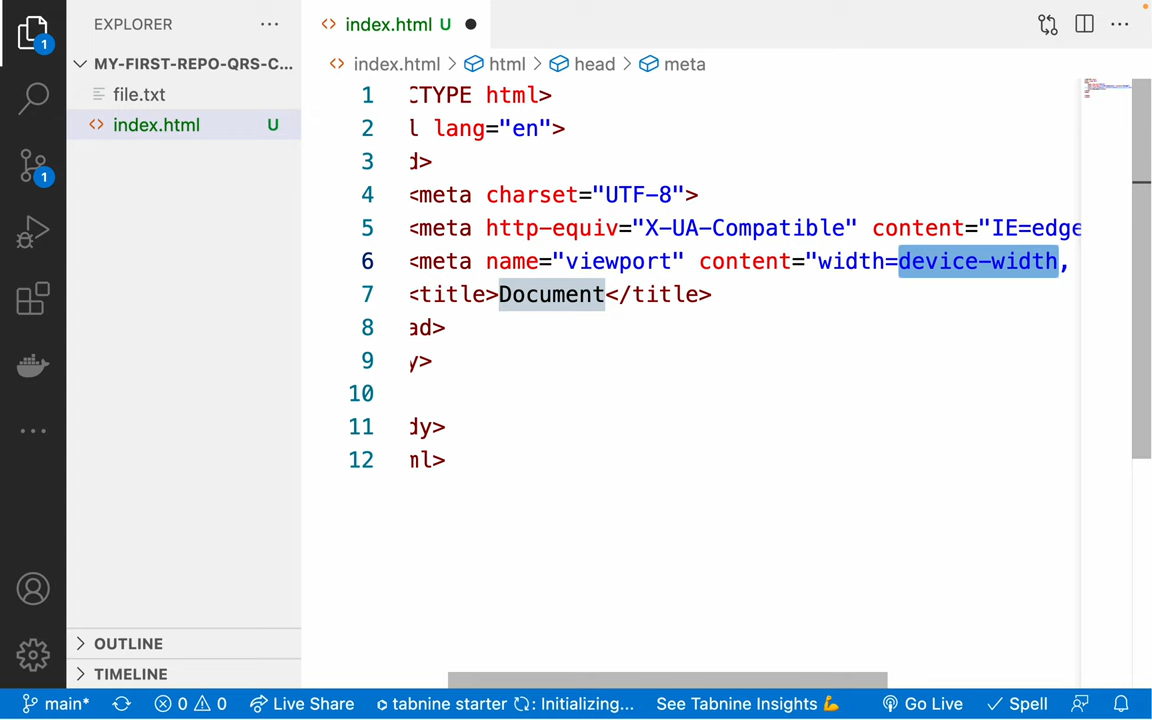 EXPLORER
MY-FIRST-REPO-QRS-C...
file.txt
index.html U
OUTLINE
TIMELINE
1
1
index.html U
index.html > html > head > meta
1 CTYPE html>
2 l lang="en">
3 d>
4 <meta charset="UTF-8">
5 <meta http-equiv="X-UA-Compatible" content="IE=edge
6 <meta name="viewport" content="width=device-width,
7 <title>Document</title>
8 ad>
9 y>
10
11 dy>
12 ml>
main* 0 0 Live Share tabnine starter : Initializing... See Tabnine Insights 💪 Go Live Spell